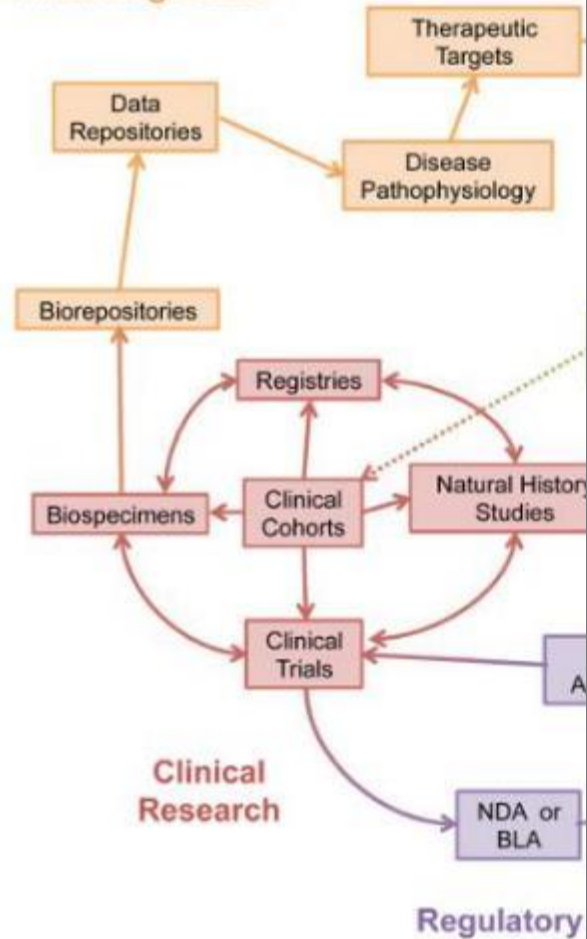 Therapeutic
Targets
Data
Repositories
Disease
Pathophysiology
Biorepositories
Registries
Clinical
Cohorts
Natural History
Studies
Biospecimens
Clinical
Trials
A
Clinical
Research
NDA or
BLA
Regulatory